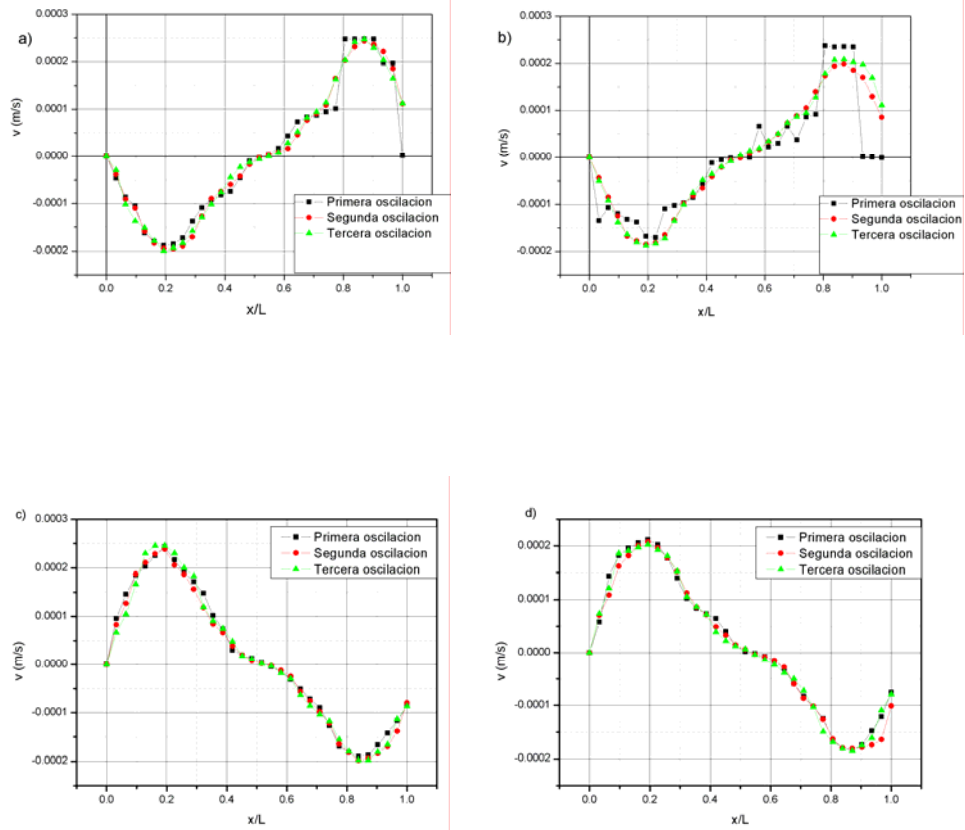 a)
v (m/s)
0.0003
0.0002
0.0001
0.0000
-0.0001
-0.0002
0.0 0.2 0.4 0.6 0.8 1.0
x/L
Primera oscilacion
Segunda oscilacion
Tercera oscilacion
b)
v (m/s)
0.0003
0.0002
0.0001
0.0000
-0.0001
-0.0002
0.0 0.2 0.4 0.6 0.8 1.0
x/L
Primera oscilacion
Segunda oscilacion
Tercera oscilacion
c)
v (m/s)
0.0003
0.0002
0.0001
0.0000
-0.0001
-0.0002
0.0 0.2 0.4 0.6 0.8 1.0
x/L
Primera oscilacion
Segunda oscilacion
Tercera oscilacion
d)
v (m/s)
0.0002
0.0001
0.0000
-0.0001
-0.0002
0.0 0.2 0.4 0.6 0.8 1.0
x/L
Primera oscilacion
Segunda oscilacion
Tercera oscilacion